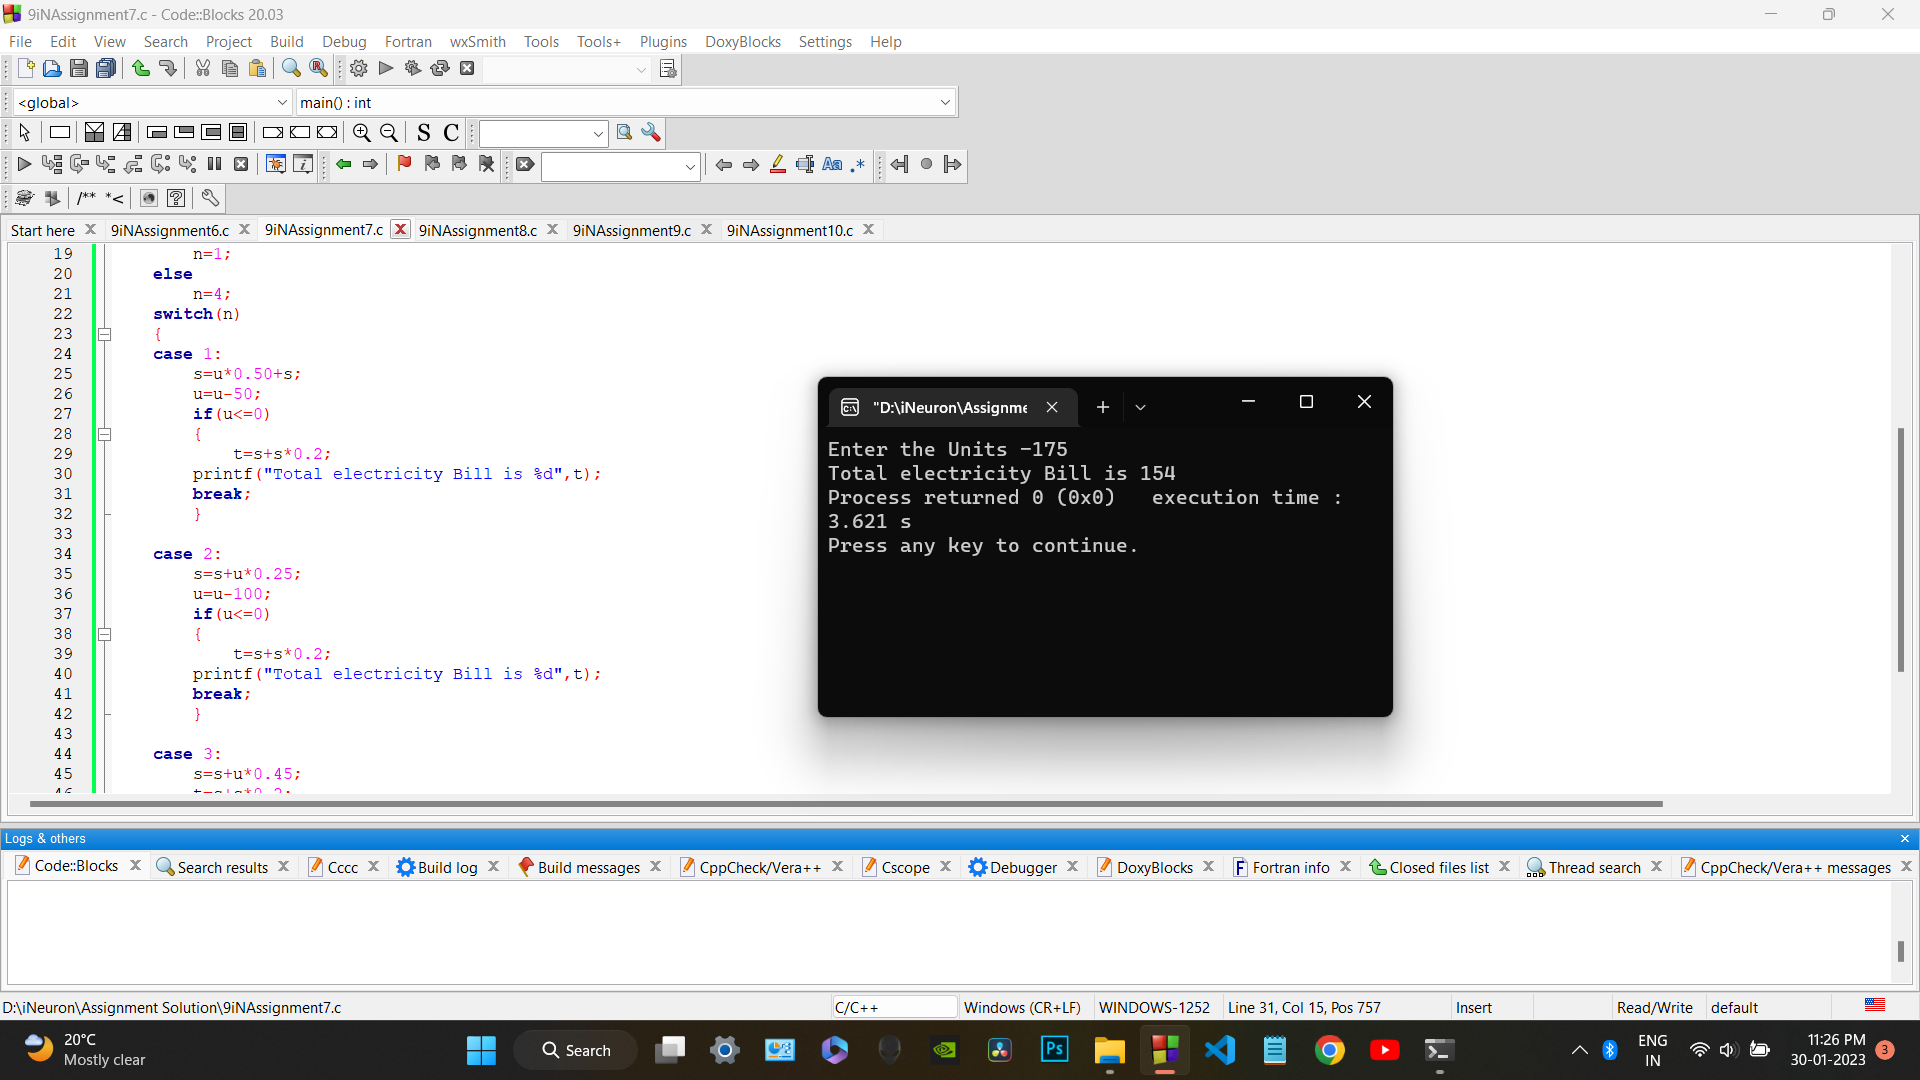 9iNAssignment7.c - Code::Blocks 20.03
File Edit View Search Project Build Debug Fortran wxSmith Tools Tools+ Plugins DoxyBlocks Settings Help
<global> main() : int
S C
Aa .*
/** *<
Start here 9iNAssignment6.c 9iNAssignment7.c 9iNAssignment8.c 9iNAssignment9.c 9iNAssignment10.c
19 n=1;
20 else
21 n=4;
22 switch(n)
23 {
24 case 1:
25 s=u*0.50+s;
26 u=u-50;
27 if(u<=0)
28 {
29 t=s+s*0.2;
30 printf("Total electricity Bill is %d",t);
31 break;
32 }
33
34 case 2:
35 s=s+u*0.25;
36 u=u-100;
37 if(u<=0)
38 {
39 t=s+s*0.2;
40 printf("Total electricity Bill is %d",t);
41 break;
42 }
43
44 case 3:
45 s=s+u*0.45;
46 t=s+s*0.2;
"D:\iNeuron\Assignme
Enter the Units -175
Total electricity Bill is 154
Process returned 0 (0x0) execution time :
3.621 s
Press any key to continue.
Logs & others
Code::Blocks Search results Cccc Build log Build messages CppCheck/Vera++ Cscope Debugger DoxyBlocks Fortran info Closed files list Thread search CppCheck/Vera++ messages
D:\iNeuron\Assignment Solution\9iNAssignment7.c C/C++ Windows (CR+LF) WINDOWS-1252 Line 31, Col 15, Pos 757 Insert Read/Write default
20°C
Mostly clear
Search
Ps
ENG
IN
11:26 PM
30-01-2023
3